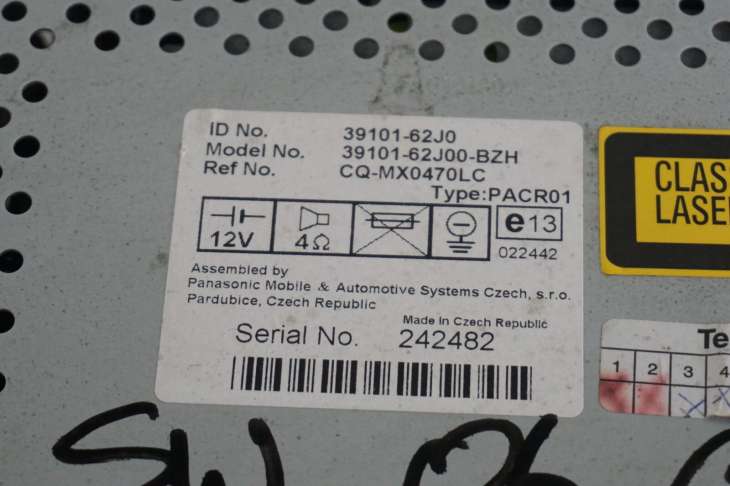 ID No. 39101-62J0
Model No. 39101-62J00-BZH
Ref No. CQ-MX0470LC
Type:PACR01
12V
4Ω
e13
022442
Assembled by
Panasonic Mobile & Automotive Systems Czech, s.r.o.
Pardubice, Czech Republic
Made in Czech Republic
Serial No. 242482
CLAS
LASE
Te
1 2 3 4
SW